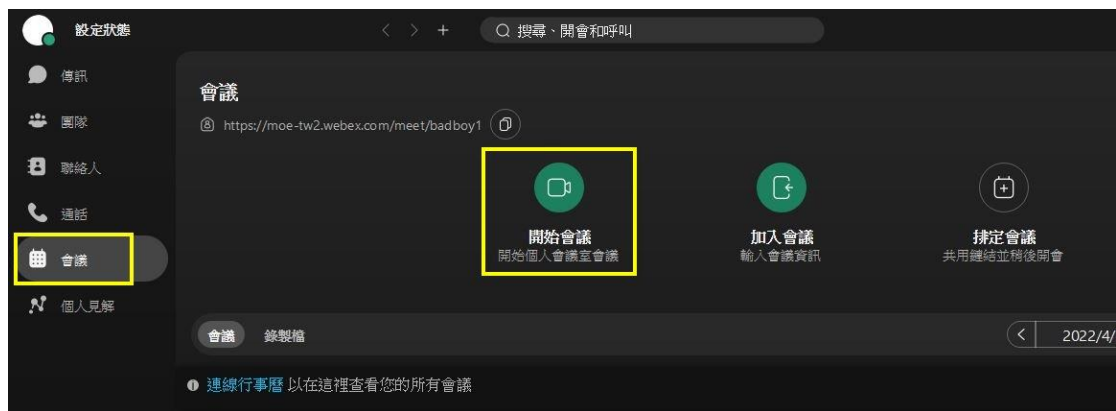 設定狀態
搜尋、開會和呼叫
傳訊
團隊
聯絡人
通話
會議
個人見解
會議
https://moe-tw2.webex.com/meet/badboy1
開始會議
開始個人會議室會議
加入會議
輸入會議資訊
排定會議
共用鏈結並稍後開會
會議 錄製檔
2022/4/
連線行事曆 以在這裡查看您的所有會議